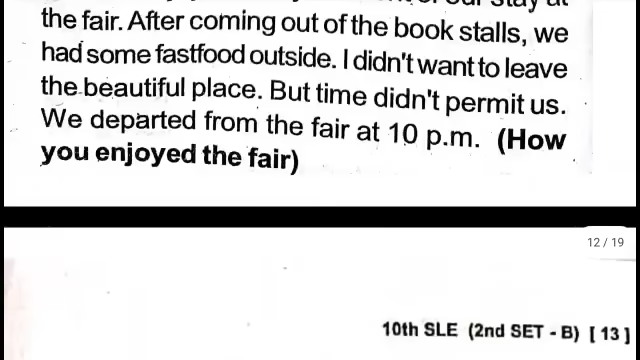 the fair. After coming out of the book stalls, we
had some fastfood outside. I didn't want to leave
the beautiful place. But time didn't permit us.
We departed from the fair at 10 p.m. (How
you enjoyed the fair)
12 / 19
10th SLE (2nd SET - B) [ 13 ]